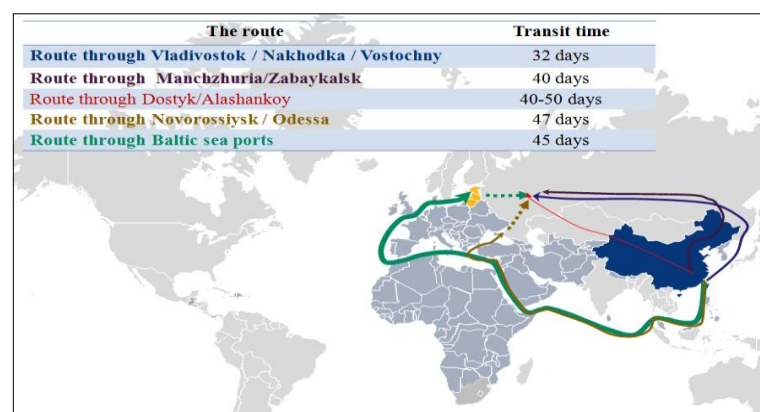 The route Transit time
Route through Vladivostok / Nakhodka / Vostochny 32 days
Route through Manchzhuria/Zabaykalsk 40 days
Route through Dostyk/Alashankoy 40-50 days
Route through Novorossiysk / Odessa 47 days
Route through Baltic sea ports 45 days